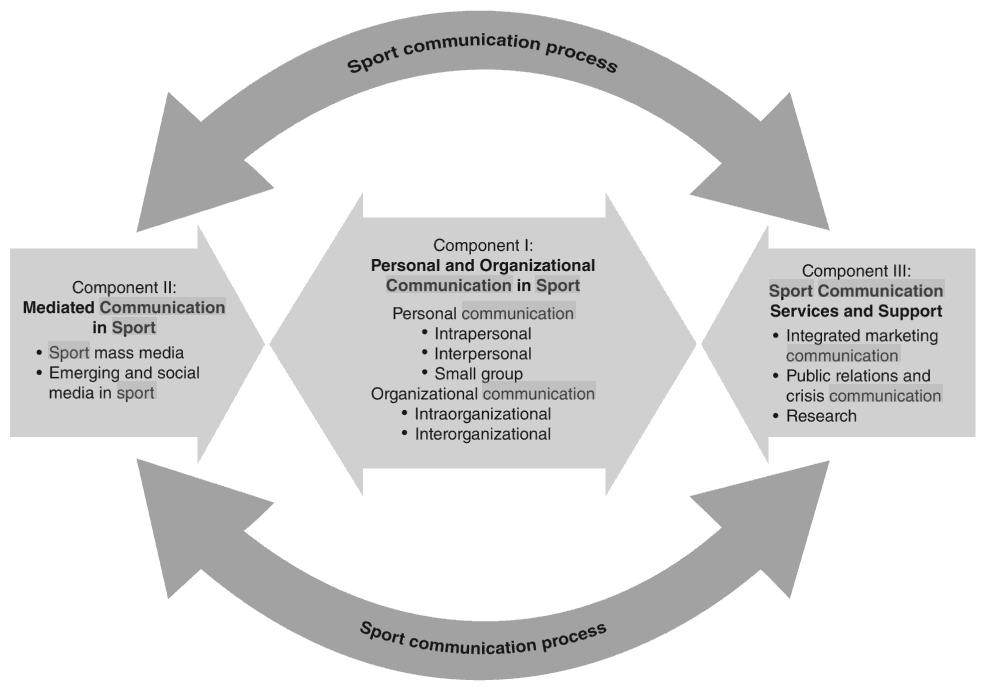 Sport communication process
Component II:
Mediated Communication
in Sport
• Sport mass media
• Emerging and social
media in sport
Component I:
Personal and Organizational
Communication in Sport
Personal communication
• Intrapersonal
• Interpersonal
• Small group
Organizational communication
• Intraorganizational
• Interorganizational
Component III:
Sport Communication
Services and Support
• Integrated marketing
communication
• Public relations and
crisis communication
• Research
Sport communication process